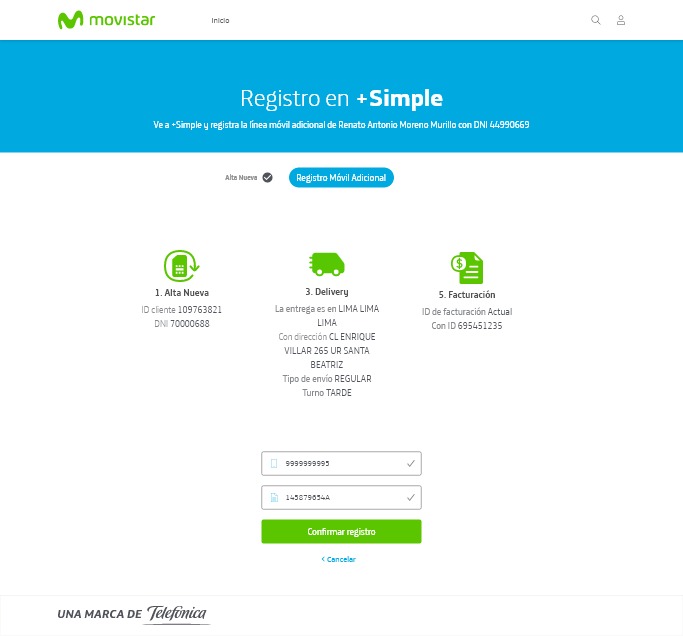 movistar
Inicio
Registro en +Simple
Ve a +Simple y registra la línea móvil adicional de Renato Antonio Moreno Murillo con DNI 44990669
Alta Nueva
Registro Móvil Adicional
1. Alta Nueva
ID cliente 109763821
DNI 70000688
3. Delivery
La entrega es en LIMA LIMA
LIMA
Con dirección CL ENRIQUE
VILLAR 265 UR SANTA
BEATRIZ
Tipo de envío REGULAR
Turno TARDE
5. Facturación
ID de facturación Actual
Con ID 695451235
9999999995
145879654A
Confirmar registro
< Cancelar
UNA MARCA DE Telefónica